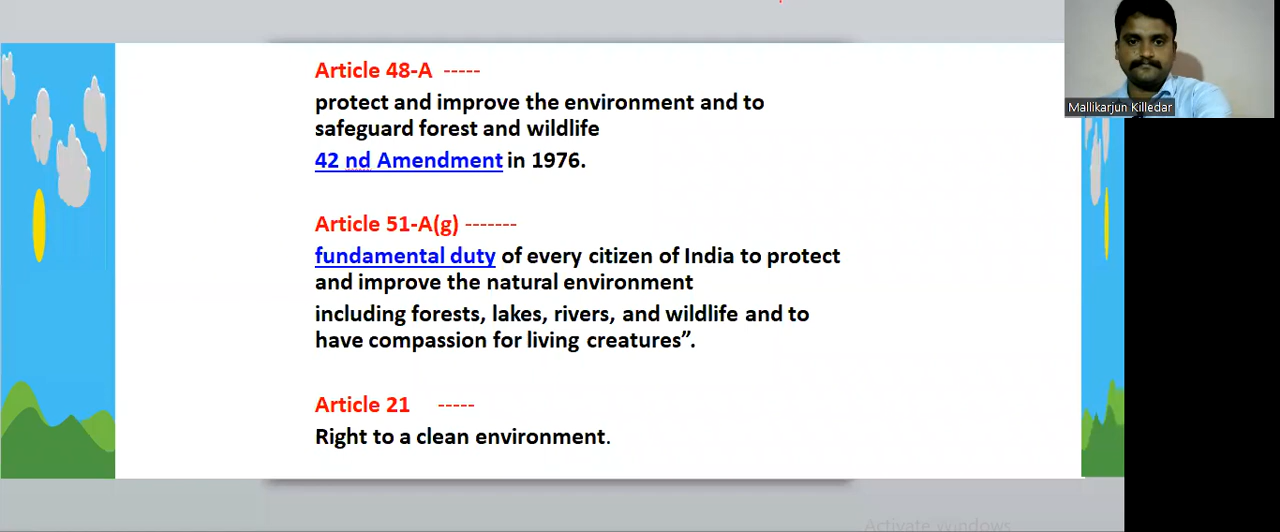 Article 48-A -----
protect and improve the environment and to
safeguard forest and wildlife
42 nd Amendment in 1976.
Article 51-A(g) -------
fundamental duty of every citizen of India to protect
and improve the natural environment
including forests, lakes, rivers, and wildlife and to
have compassion for living creatures”.
Article 21 -----
Right to a clean environment.
Mallikarjun Killedar
Activate Windows